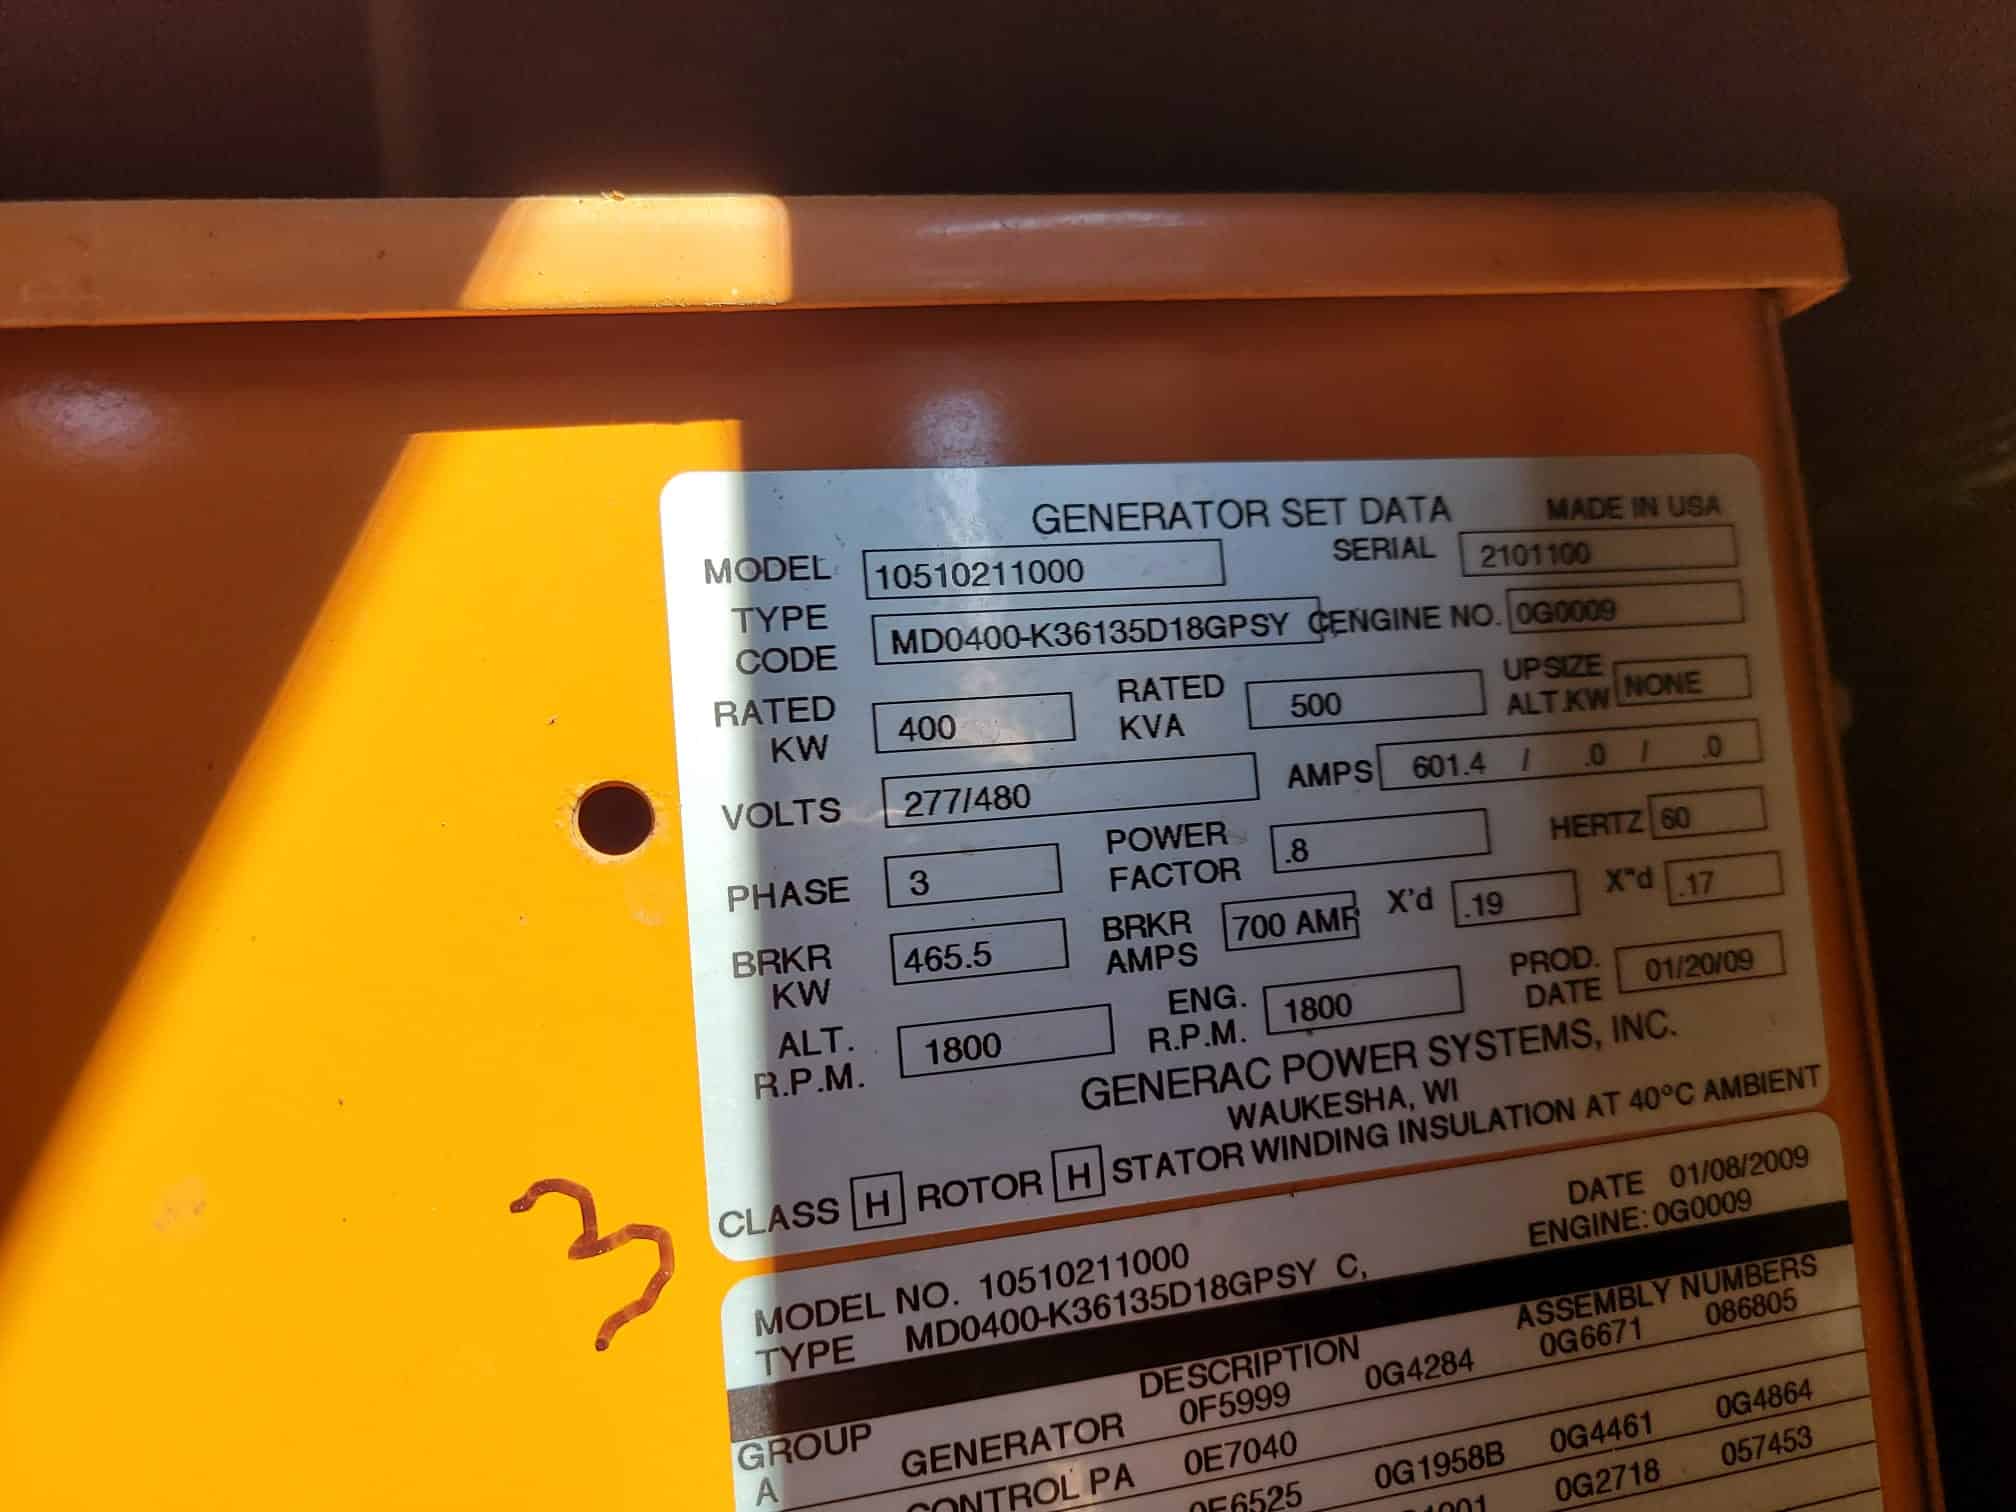 GENERATOR SET DATA MADE IN USA
MODEL 10510211000 SERIAL 2101100
TYPE CODE MD0400-K36135D18GPSY C ENGINE NO. 0G0009
RATED KW 400 RATED KVA 500 UPSIZE ALT.KW NONE
VOLTS 277/480 AMPS 601.4 / .0 / .0
PHASE 3 POWER FACTOR .8 HERTZ 60
BRKR KW 465.5 BRKR AMPS 700 AMP X'd .19 X"d .17
ALT. R.P.M. 1800 ENG. R.P.M. 1800 PROD. DATE 01/20/09
GENERAC POWER SYSTEMS, INC.
WAUKESHA, WI
CLASS H ROTOR H STATOR WINDING INSULATION AT 40°C AMBIENT
3
DATE 01/08/2009
MODEL NO. 10510211000 ENGINE: 0G0009
TYPE MD0400-K36135D18GPSY C,
GROUP DESCRIPTION ASSEMBLY NUMBERS
A GENERATOR 0F5999 0G4284 0G6671 086805
CONTROL PA 0E7040
0E6525 0G1958B 0G4461 0G4864
0G2718 057453